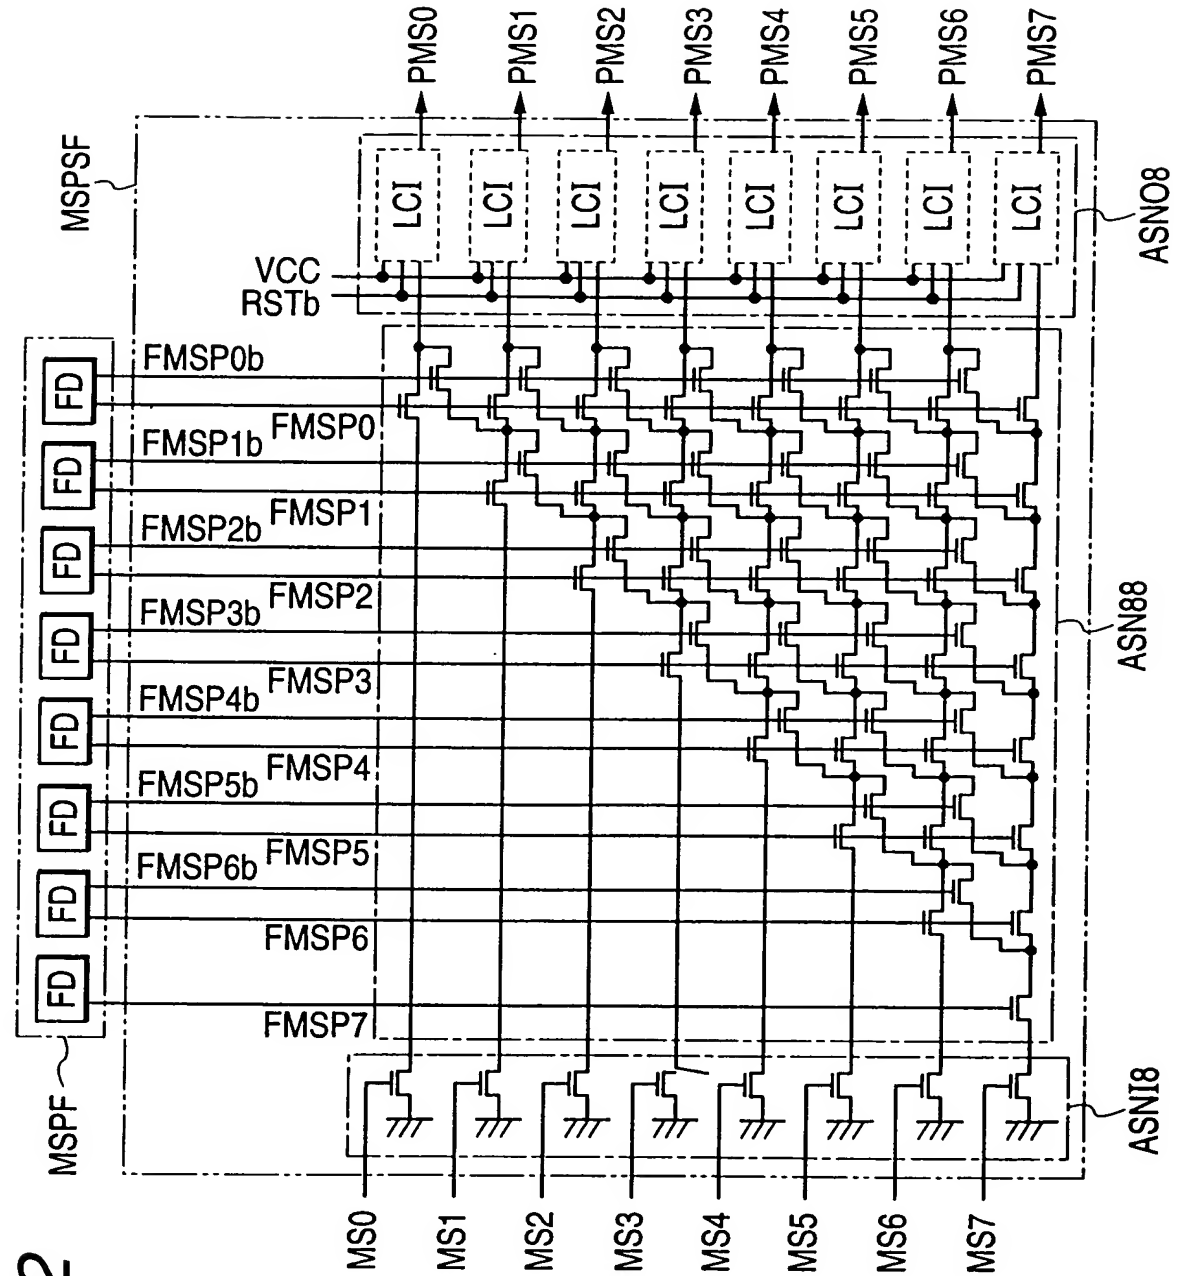 MSPSF
PMS0
PMS1
PMS2
PMS3
PMS4
PMS5
PMS6
PMS7
LCI
LCI
LCI
LCI
LCI
LCI
LCI
LCI
ASNO8
VCC
RSTb
FD
FD
FD
FD
FD
FD
FD
FD
FMSP0b
FMSP0
FMSP1b
FMSP1
FMSP2b
FMSP2
FMSP3b
FMSP3
FMSP4b
FMSP4
FMSP5b
FMSP5
FMSP6b
FMSP6
FMSP7
ASN88
MSPF
ASNI8
MS0
MS1
MS2
MS3
MS4
MS5
MS6
MS7
2